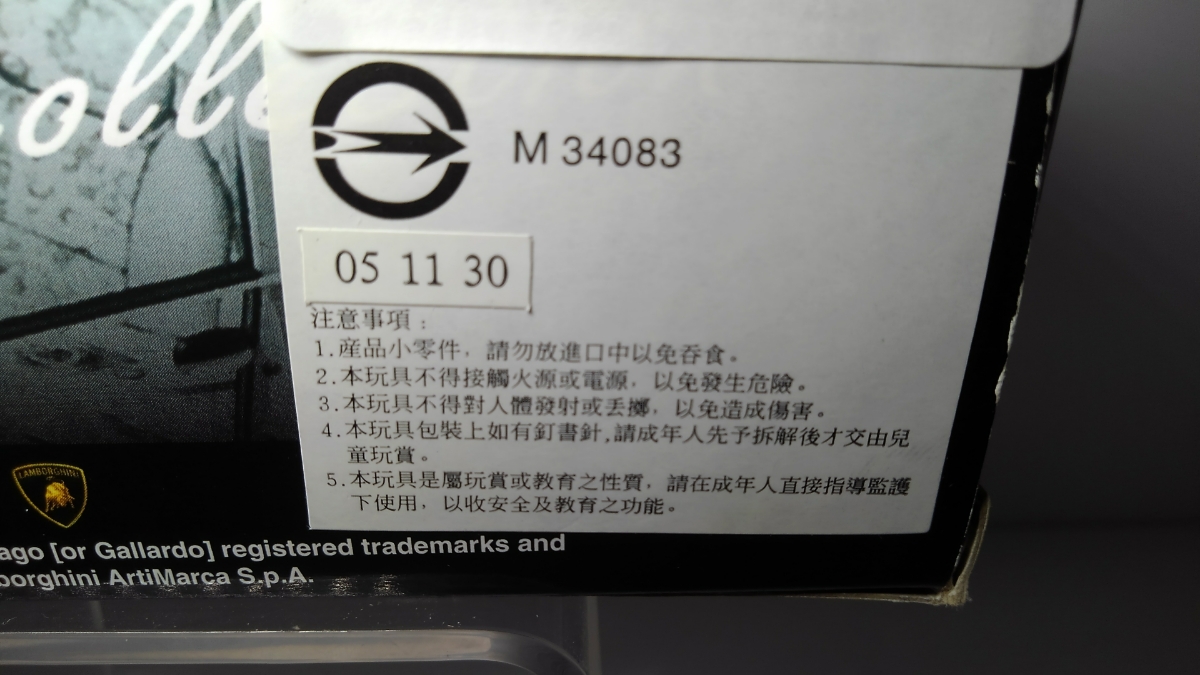 olle
M 34083
05 11 30
注意事項：
1.産品小零件，請勿放進口中以免吞食。
2.本玩具不得接觸火源或電源，以免發生危險。
3.本玩具不得對人體發射或丟擲，以免造成傷害。
4.本玩具包裝上如有釘書針,請成年人先予拆解後才交由兒
童玩賞。
5.本玩具是屬玩賞或教育之性質，請在成年人直接指導監護
下使用，以收安全及教育之功能。
LAMBORGHINI
ago [or Gallardo] registered trademarks and
borghini ArtiMarca S.p.A.